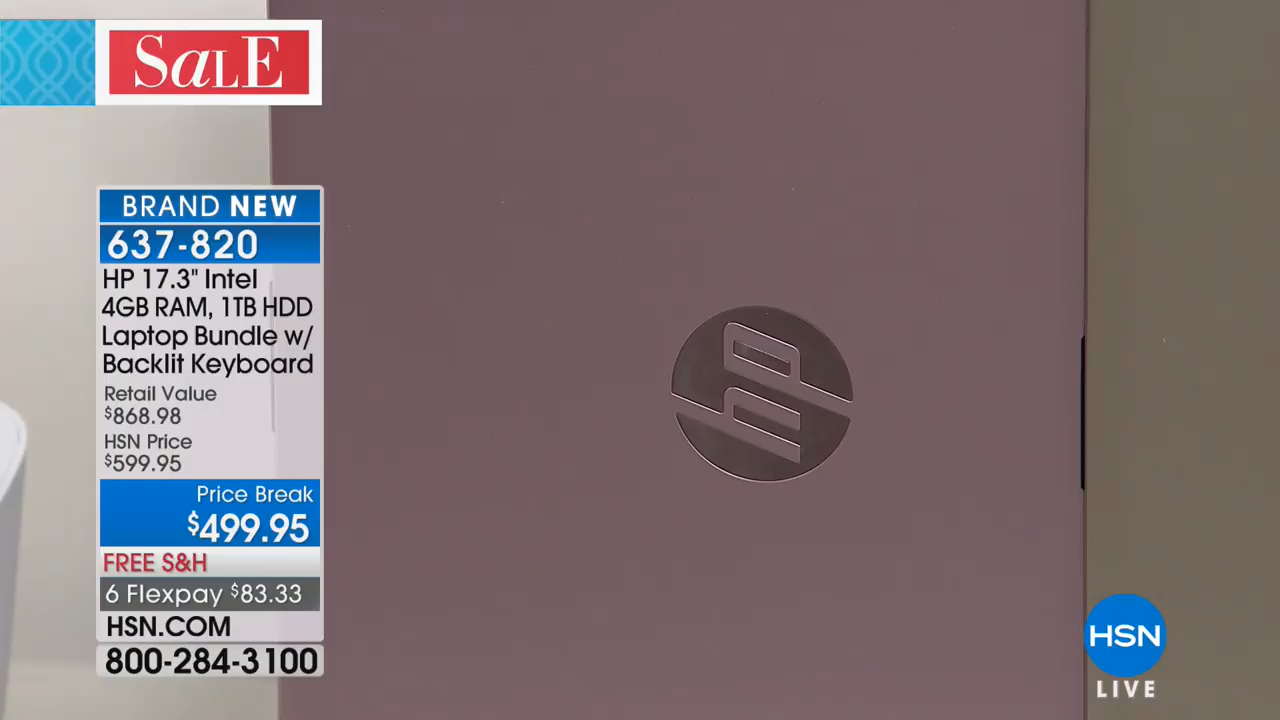 SaLE
BRAND NEW
637-820
HP 17.3" Intel
4GB RAM, 1TB HDD
Laptop Bundle w/
Backlit Keyboard
Retail Value
$868.98
HSN Price
$599.95
Price Break
$499.95
FREE S&H
6 Flexpay $83.33
HSN.COM
800-284-3100
hp
HSN
LIVE